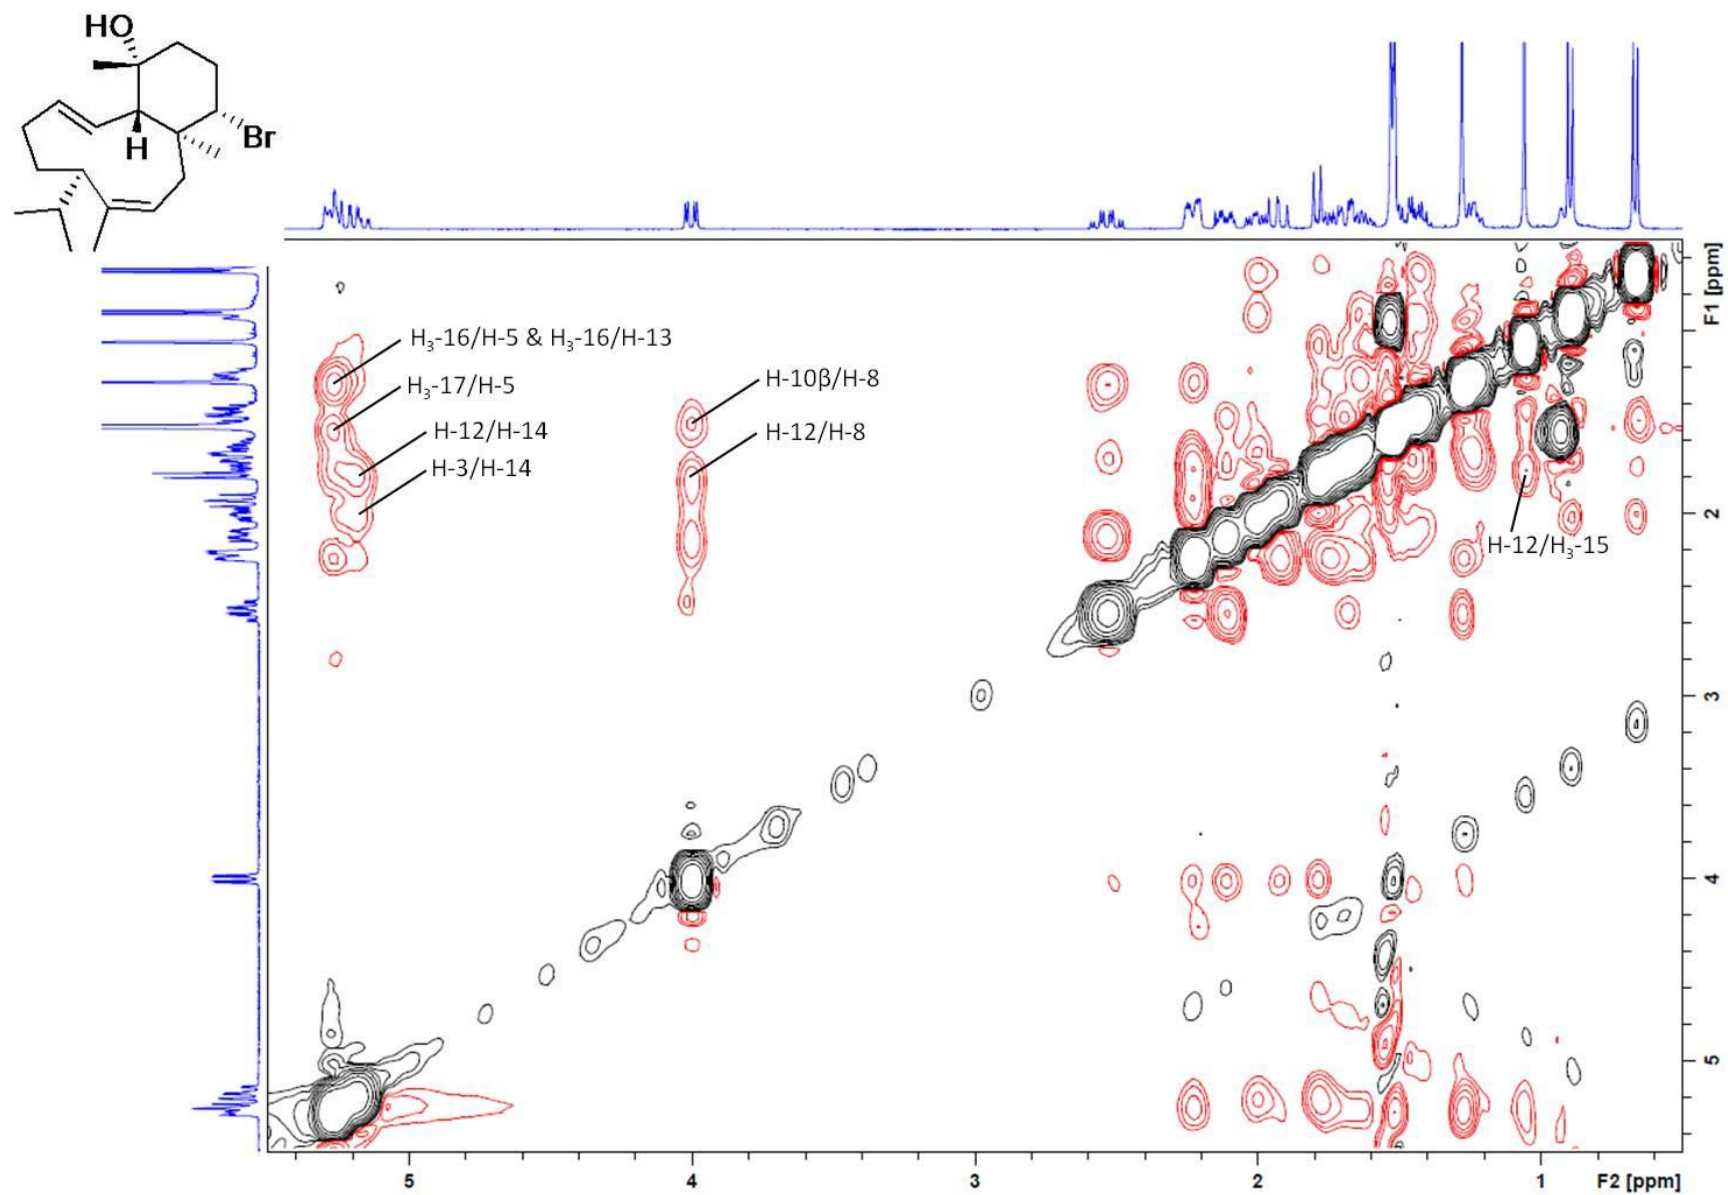 HO
Br
H
H₃-16/H-5 & H₃-16/H-13
H₃-17/H-5
H-12/H-14
H-3/H-14
H-10β/H-8
H-12/H-8
H-12/H₃-15
F1 [ppm]
2
3
4
5
5
4
3
2
1
F2 [ppm]